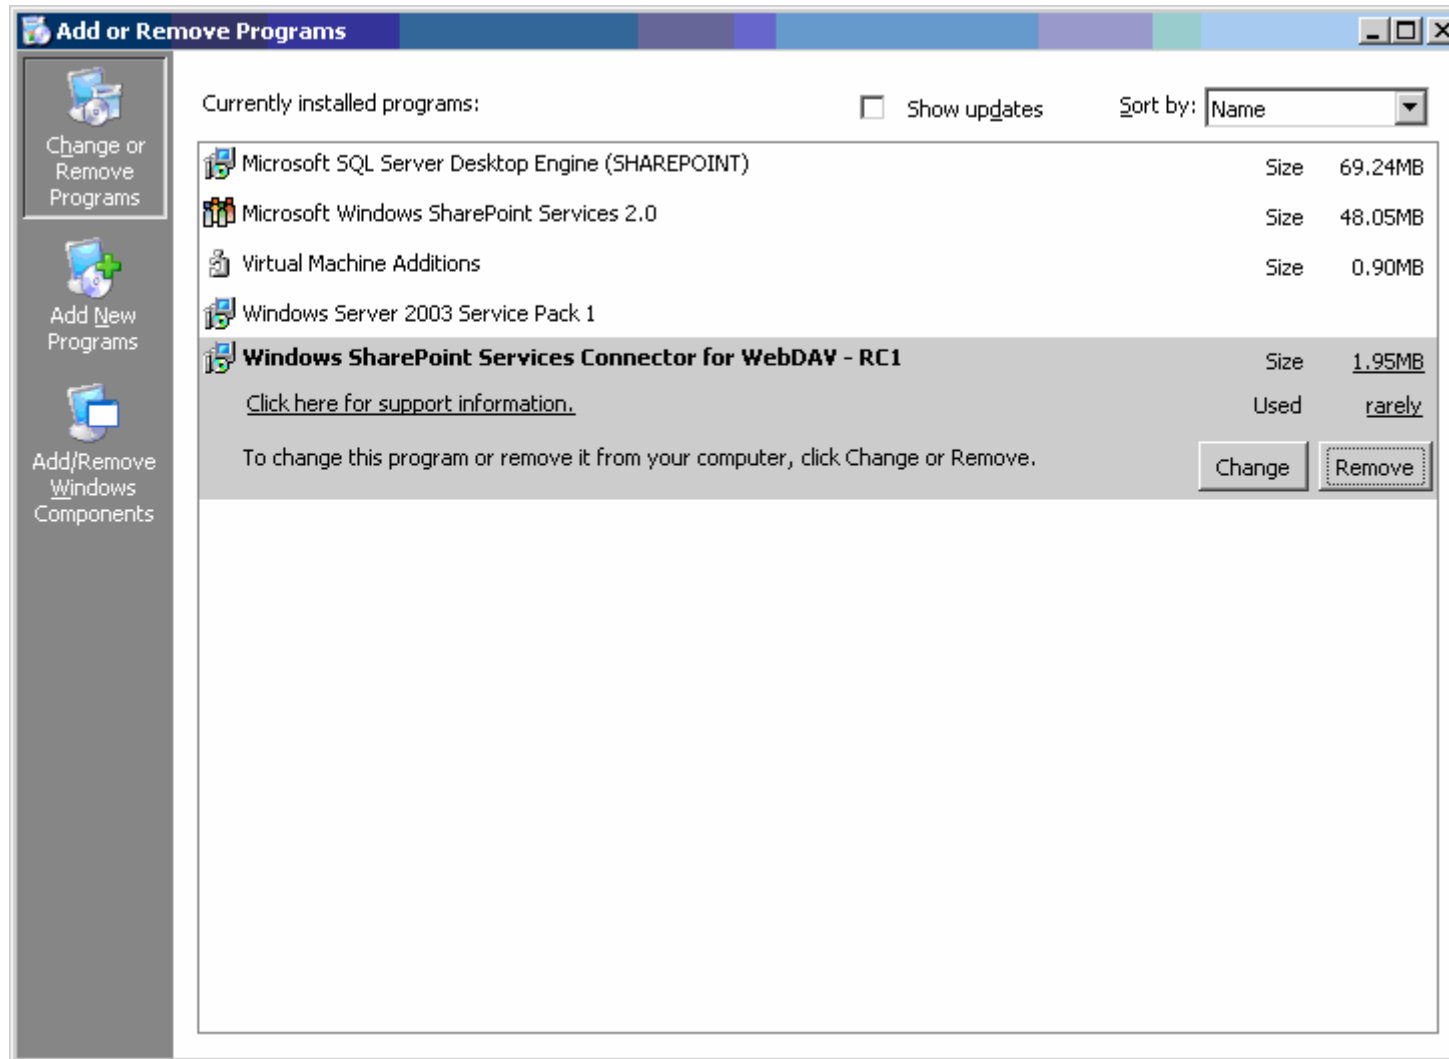 Add or Remove Programs
Change or
Remove
Programs
Add New
Programs
Add/Remove
Windows
Components
Currently installed programs:
Show updates
Sort by: Name
Microsoft SQL Server Desktop Engine (SHAREPOINT) Size 69.24MB
Microsoft Windows SharePoint Services 2.0 Size 48.05MB
Virtual Machine Additions Size 0.90MB
Windows Server 2003 Service Pack 1
Windows SharePoint Services Connector for WebDAV - RC1 Size 1.95MB
Click here for support information. Used rarely
To change this program or remove it from your computer, click Change or Remove. Change Remove